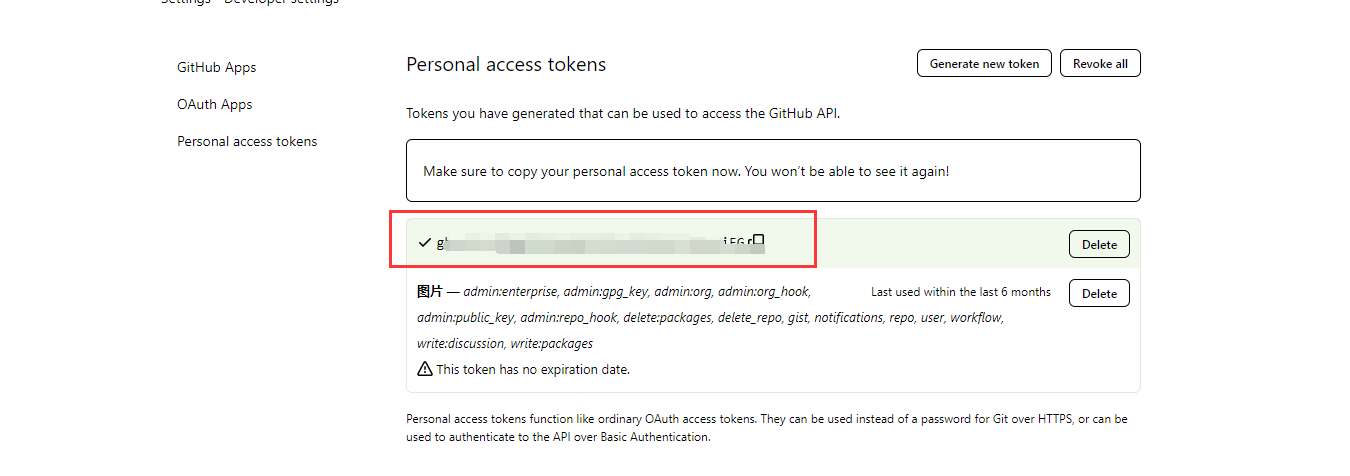 Settings Developer settings
GitHub Apps
OAuth Apps
Personal access tokens
Personal access tokens
Generate new token
Revoke all
Tokens you have generated that can be used to access the GitHub API.
Make sure to copy your personal access token now. You won't be able to see it again!
Delete
图片 — admin:enterprise, admin:gpg_key, admin:org, admin:org_hook,
admin:public_key, admin:repo_hook, delete:packages, delete_repo, gist, notifications, repo, user, workflow,
write:discussion, write:packages
Last used within the last 6 months
Delete
This token has no expiration date.
Personal access tokens function like ordinary OAuth access tokens. They can be used instead of a password for Git over HTTPS, or can be
used to authenticate to the API over Basic Authentication.